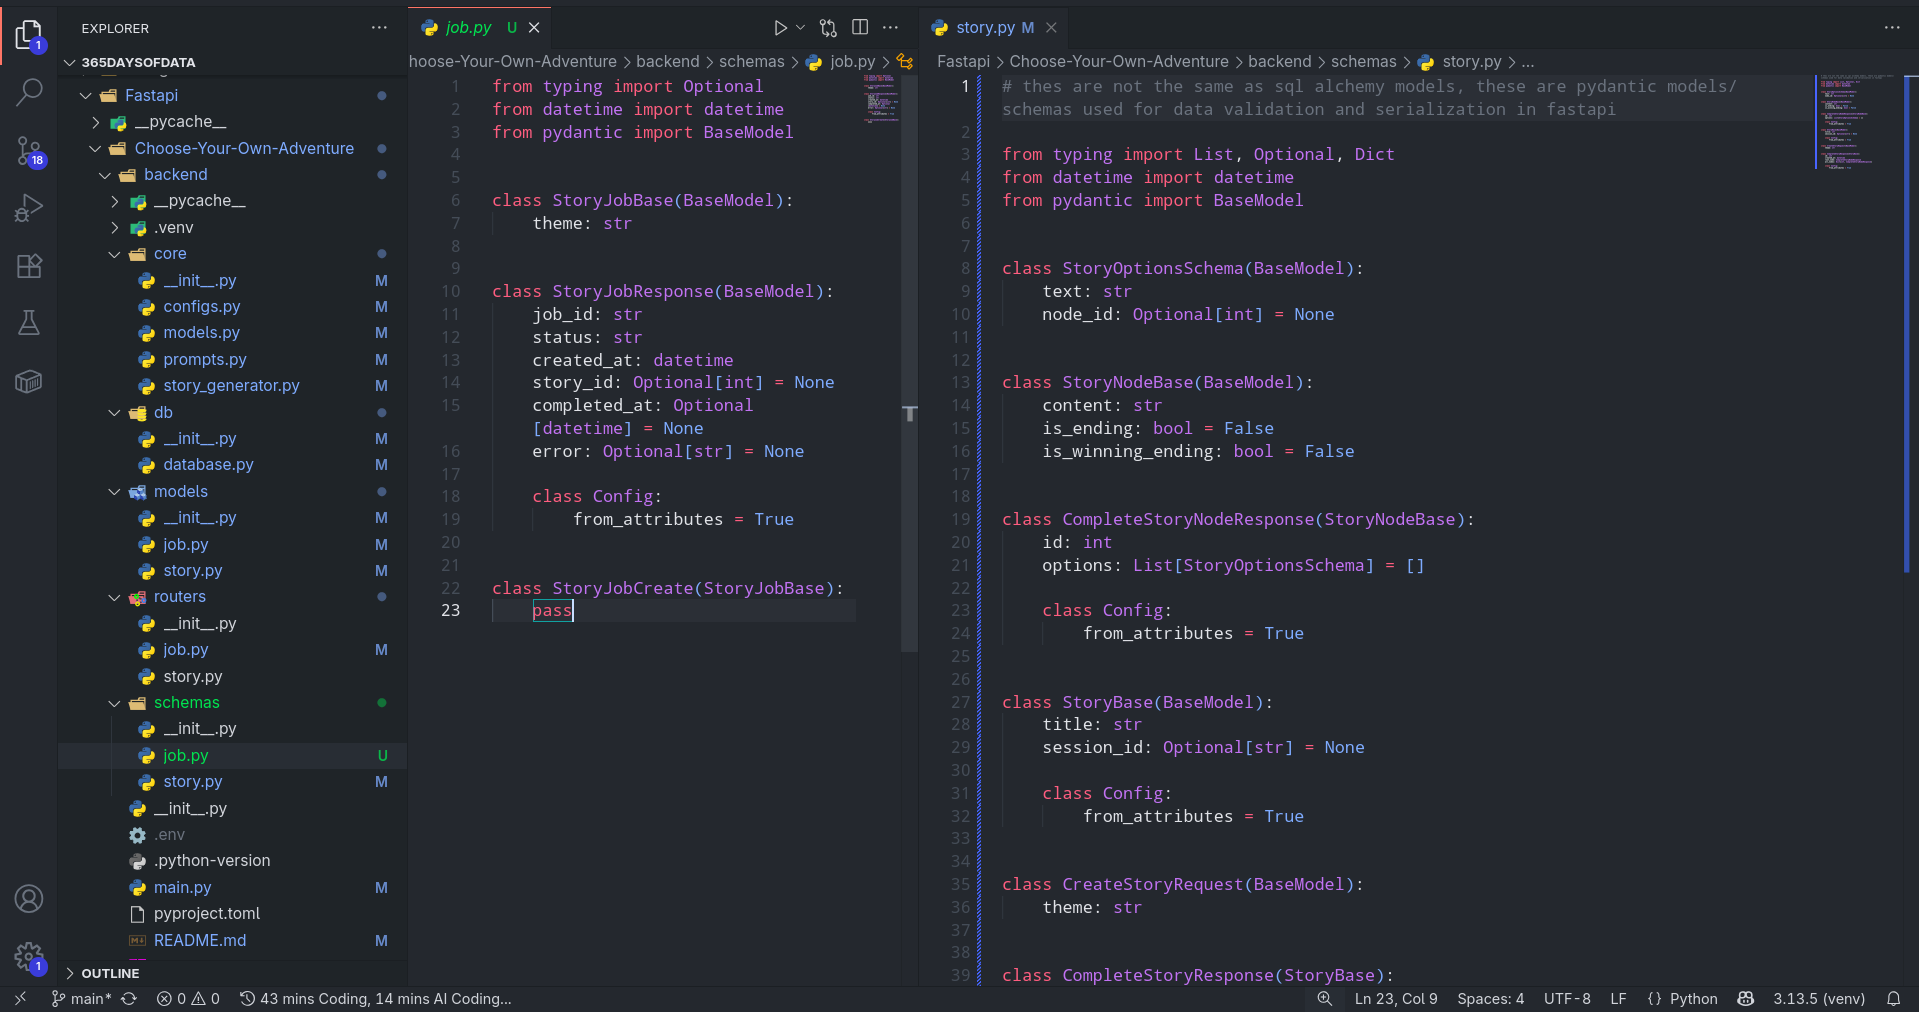 EXPLORER
365DAYSOFDATA
Fastapi
__pycache__
Choose-Your-Own-Adventure
backend
__pycache__
.venv
core
__init__.py M
configs.py M
models.py M
prompts.py M
story_generator.py M
db
__init__.py M
database.py M
models
__init__.py M
job.py M
story.py M
routers
__init__.py
job.py M
story.py
schemas
__init__.py
job.py U
story.py M
__init__.py
.env
.python-version
main.py M
pyproject.toml
README.md M
OUTLINE
1
18
1
job.py U
hoose-Your-Own-Adventure > backend > schemas > job.py >
1 from typing import Optional
2 from datetime import datetime
3 from pydantic import BaseModel
4
5
6 class StoryJobBase(BaseModel):
7 theme: str
8
9
10 class StoryJobResponse(BaseModel):
11 job_id: str
12 status: str
13 created_at: datetime
14 story_id: Optional[int] = None
15 completed_at: Optional
[datetime] = None
16 error: Optional[str] = None
17
18 class Config:
19 from_attributes = True
20
21
22 class StoryJobCreate(StoryJobBase):
23 pass
story.py M
Fastapi > Choose-Your-Own-Adventure > backend > schemas > story.py > ...
1 # thes are not the same as sql alchemy models, these are pydantic models/
schemas used for data validation and serialization in fastapi
2
3 from typing import List, Optional, Dict
4 from datetime import datetime
5 from pydantic import BaseModel
6
7
8 class StoryOptionsSchema(BaseModel):
9 text: str
10 node_id: Optional[int] = None
11
12
13 class StoryNodeBase(BaseModel):
14 content: str
15 is_ending: bool = False
16 is_winning_ending: bool = False
17
18
19 class CompleteStoryNodeResponse(StoryNodeBase):
20 id: int
21 options: List[StoryOptionsSchema] = []
22
23 class Config:
24 from_attributes = True
25
26
27 class StoryBase(BaseModel):
28 title: str
29 session_id: Optional[str] = None
30
31 class Config:
32 from_attributes = True
33
34
35 class CreateStoryRequest(BaseModel):
36 theme: str
37
38
39 class CompleteStoryResponse(StoryBase):
main* 0 0 43 mins Coding, 14 mins AI Coding... Ln 23, Col 9 Spaces: 4 UTF-8 LF {} Python 3.13.5 (venv)